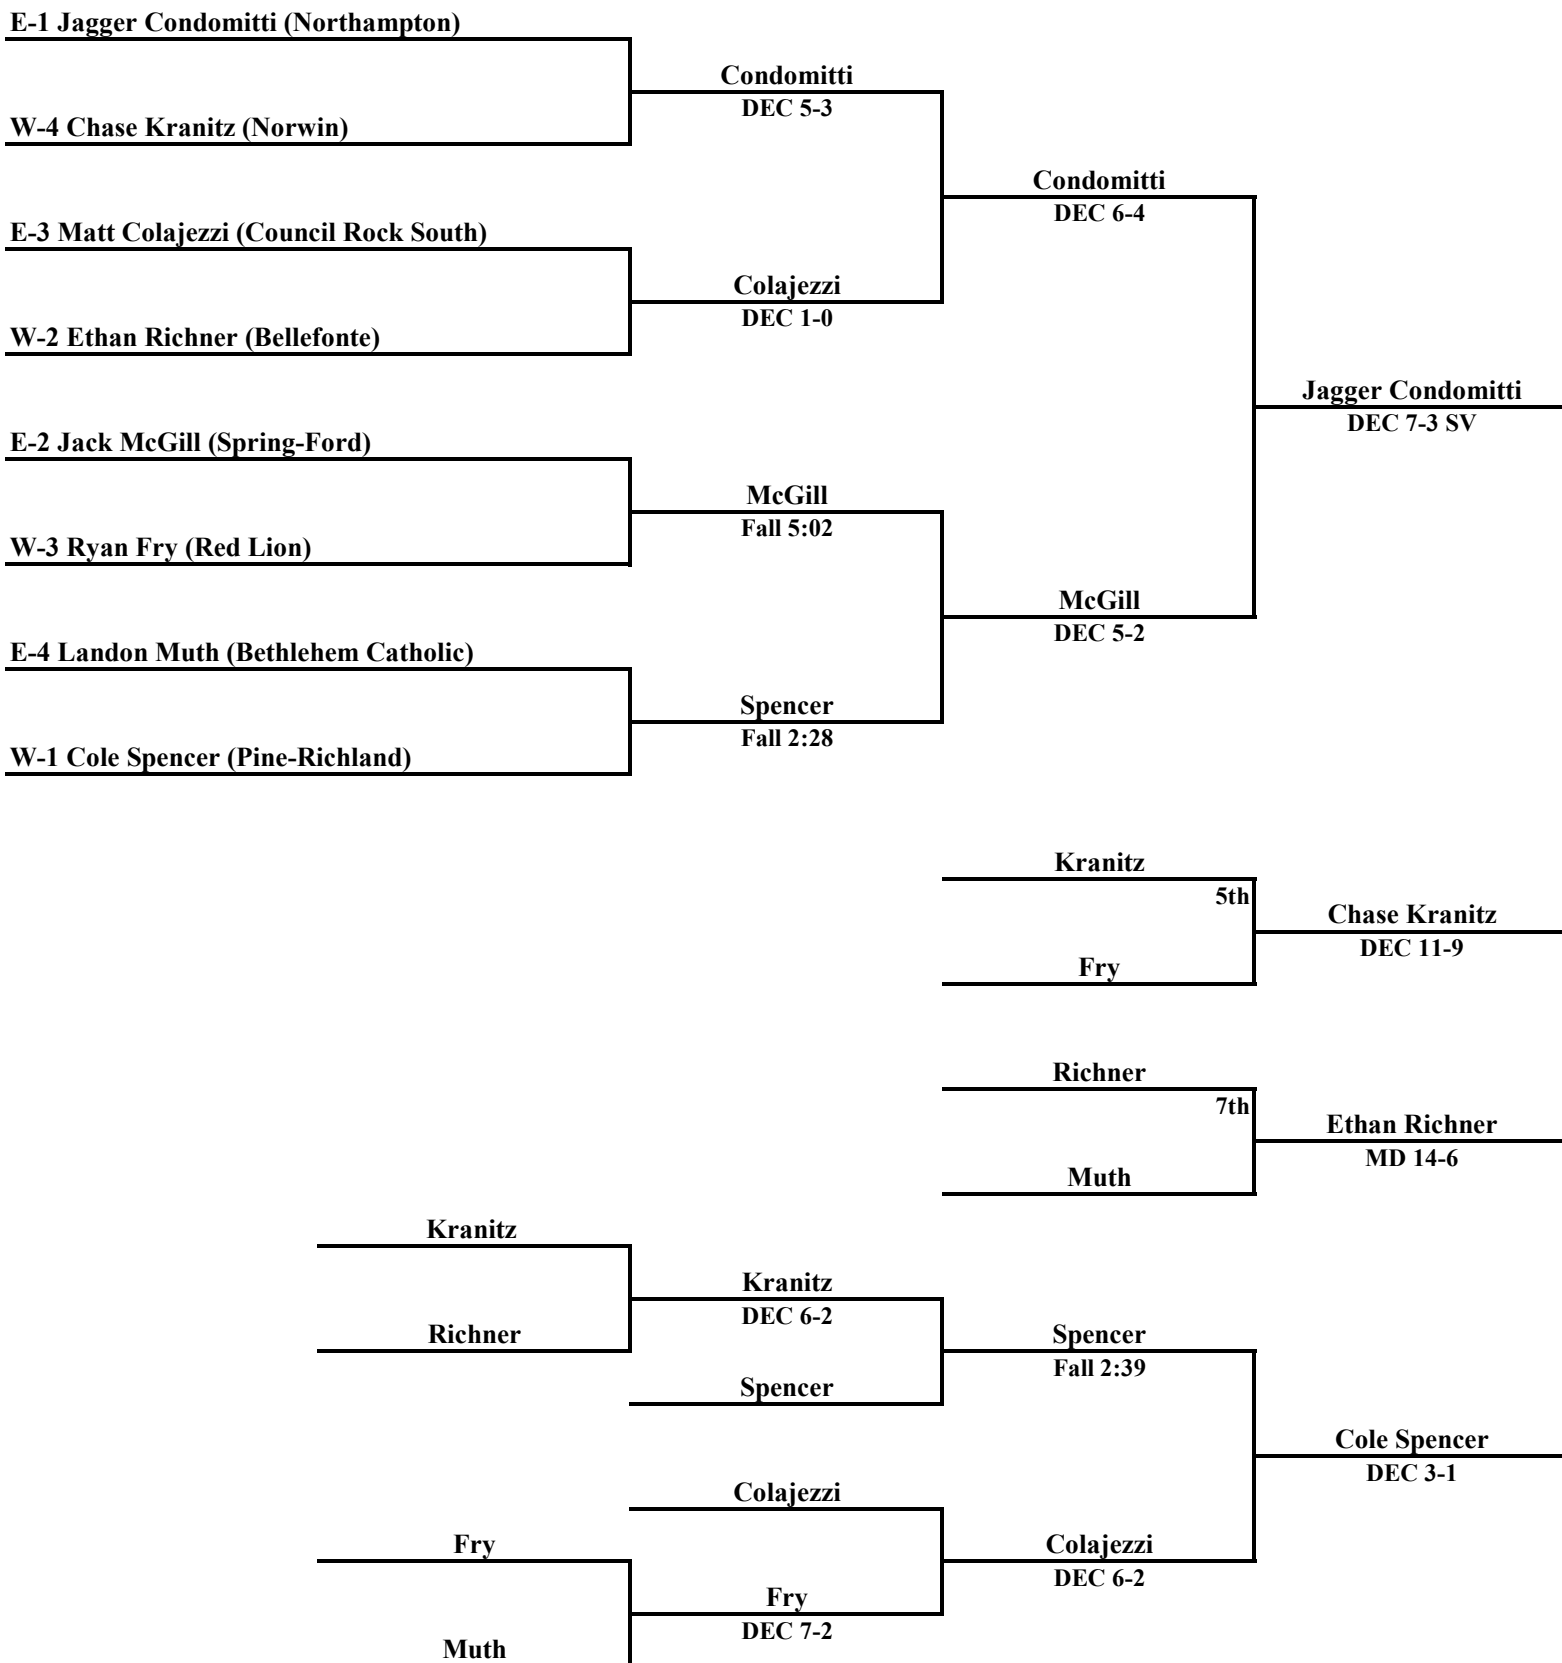 E-1 Jagger Condomitti (Northampton)
Condomitti
DEC 5-3
W-4 Chase Kranitz (Norwin)
Condomitti
DEC 6-4
E-3 Matt Colajezzi (Council Rock South)
Colajezzi
DEC 1-0
W-2 Ethan Richner (Bellefonte)
Jagger Condomitti
DEC 7-3 SV
E-2 Jack McGill (Spring-Ford)
McGill
Fall 5:02
W-3 Ryan Fry (Red Lion)
McGill
DEC 5-2
E-4 Landon Muth (Bethlehem Catholic)
Spencer
Fall 2:28
W-1 Cole Spencer (Pine-Richland)
Kranitz
5th
Chase Kranitz
DEC 11-9
Fry
Richner
7th
Ethan Richner
MD 14-6
Muth
Kranitz
Kranitz
DEC 6-2
Richner
Spencer
Fall 2:39
Spencer
Cole Spencer
DEC 3-1
Colajezzi
Fry
Colajezzi
DEC 6-2
Fry
DEC 7-2
Muth